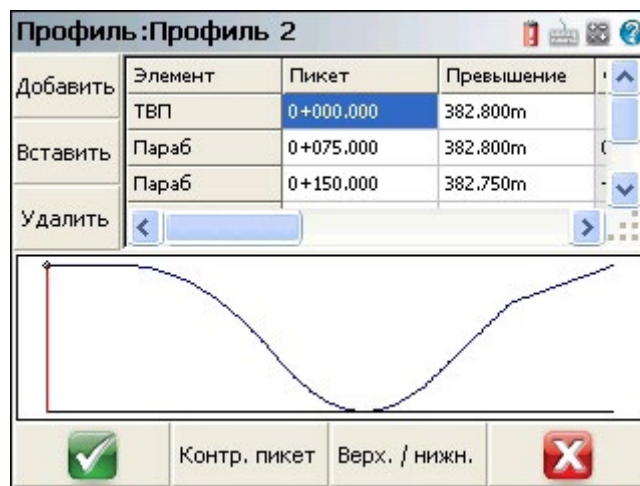 Профиль:Профиль 2
Добавить
Вставить
Удалить
Элемент Пикет Превышение
ТВП 0+000.000 382.800m
Параб 0+075.000 382.800m
Параб 0+150.000 382.750m
Контр. пикет Верх. / нижн.